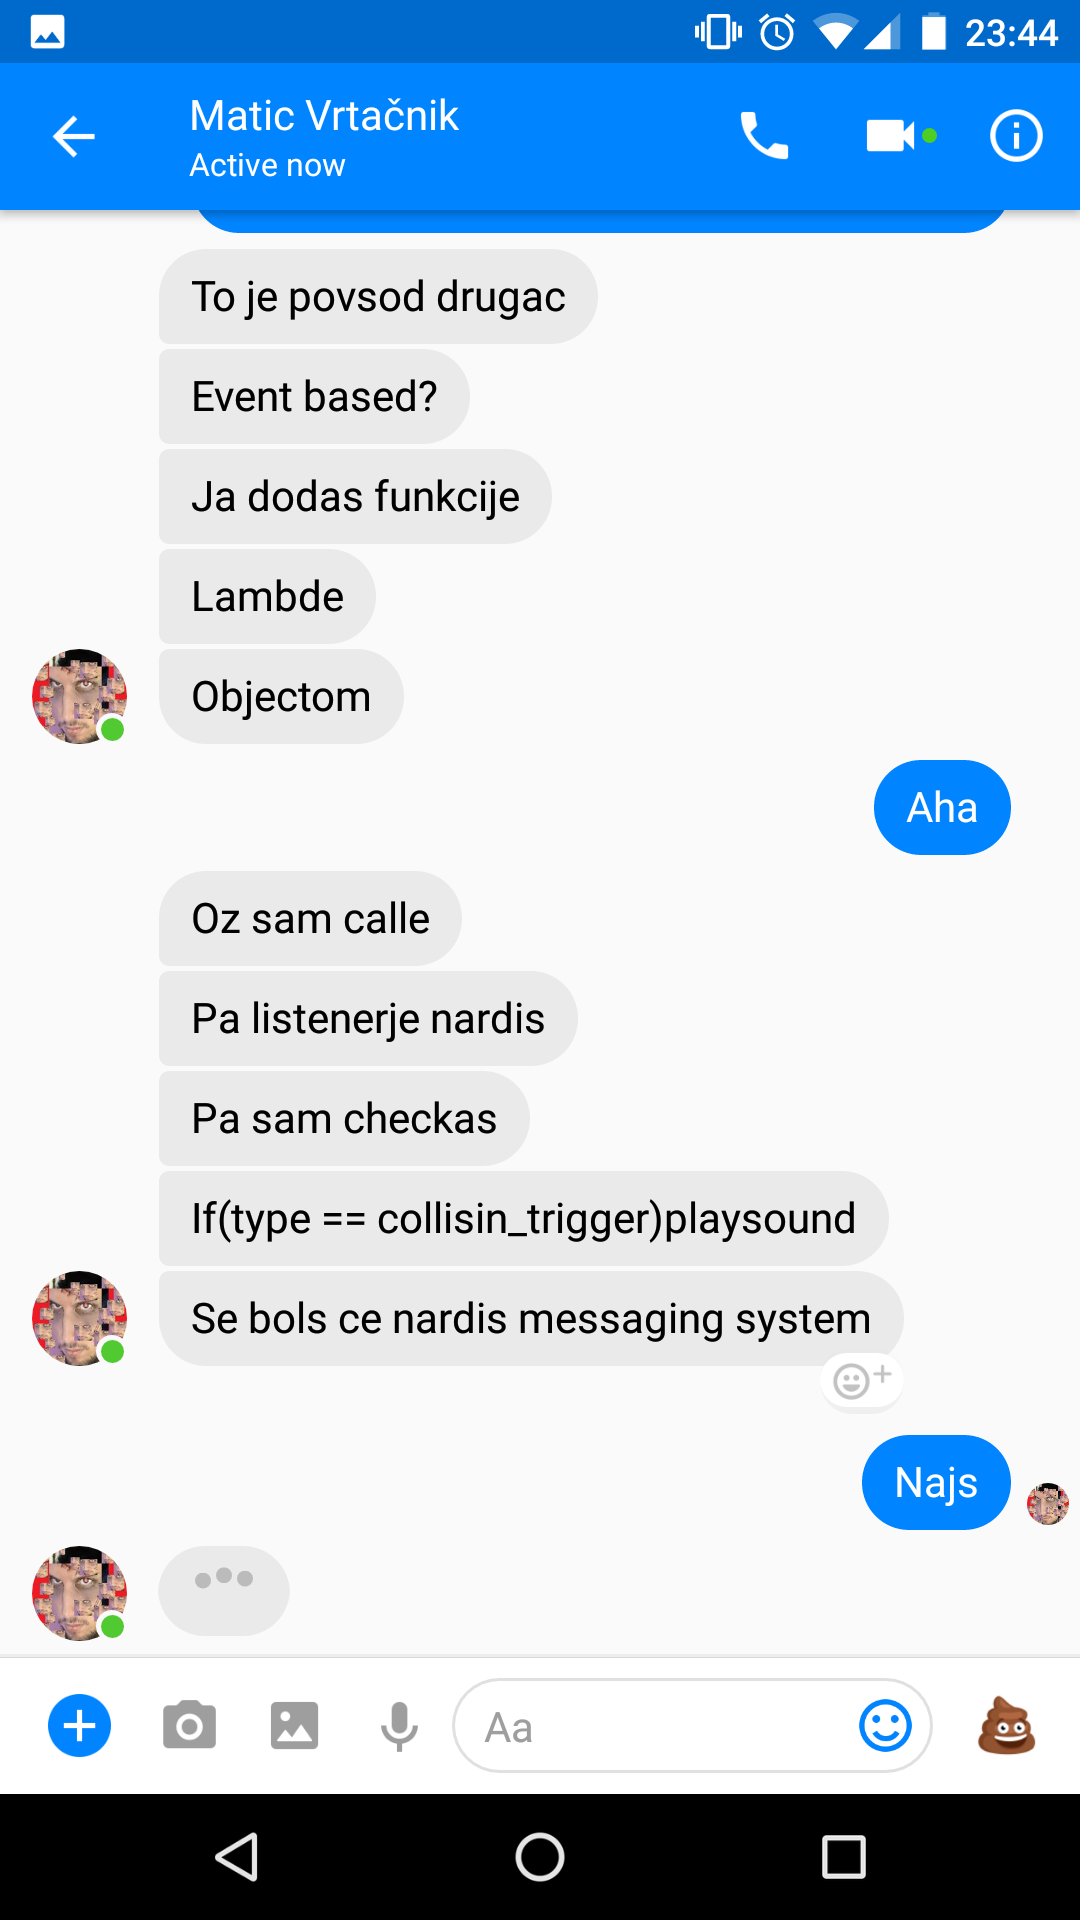 23:44
Matic Vrtačnik
Active now
To je povsod drugac
Event based?
Ja dodas funkcije
Lambde
Objectom
Aha
Oz sam calle
Pa listenerje nardis
Pa sam checkas
If(type == collisin_trigger)playsound
Se bols ce nardis messaging system
Najs
Aa